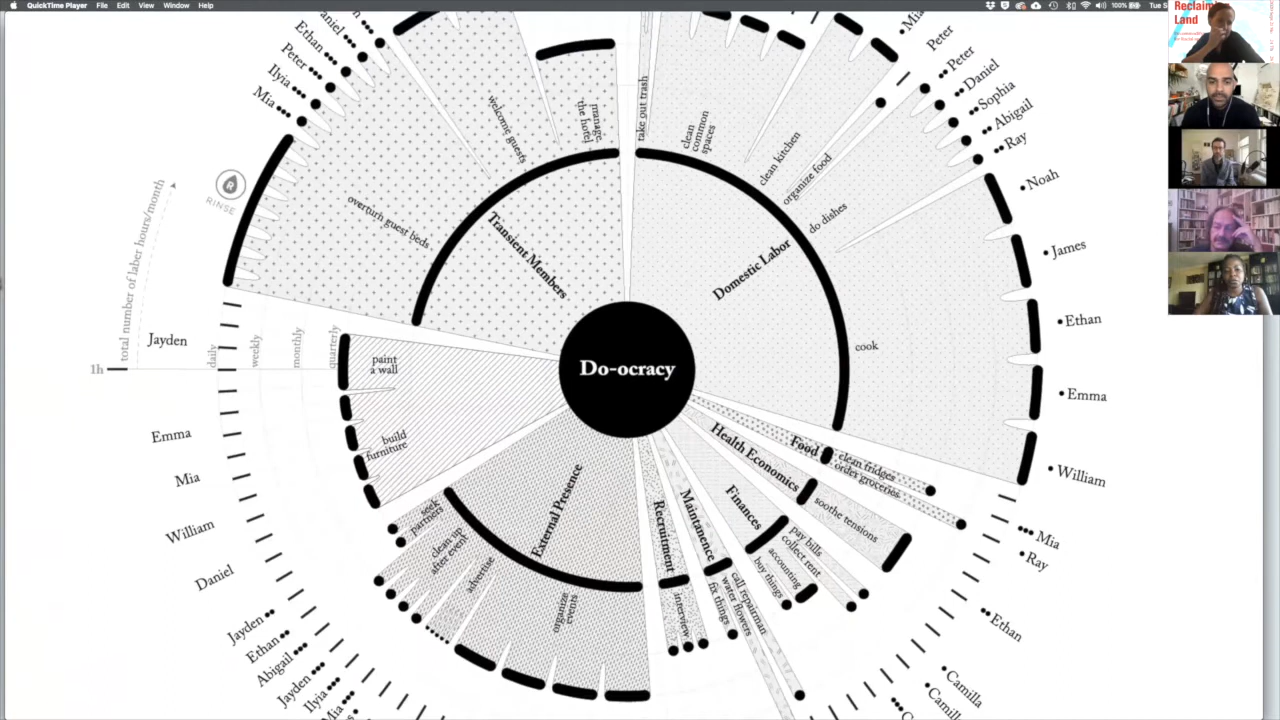 QuickTime Player File Edit View Window Help
100% Tue S
Reclaim
Land
Ethan
Peter
Ilyia
Mia
RINSE
total number of laber hours/month
1h
daily
weekly
monthly
quarterly
Jayden
Emma
Mia
William
Daniel
Jayden
Ethan
Abigail
Jayden
Ilyia
Mia
Do-ocracy
Transient Members
overturn guest beds
welcome guests
manage
the hotel
Domestic Labor
take out trash
clean
common
spaces
clean kitchen
organize food
do dishes
cook
Mia
Peter
Peter
Daniel
Sophia
Abigail
Ray
Noah
James
Ethan
Emma
William
Food
clean fridges
order groceries
Health Economics
soothe tensions
Finances
pay bills
collect rent
accounting
buy things
Maintanence
call repairman
water flowers
fix things
Recruitment
interview
External Presence
organize
events
advertise
clean up
after event
seek
partners
paint
a wall
build
furniture
Mia
Ray
Ethan
Camilla
Camilla